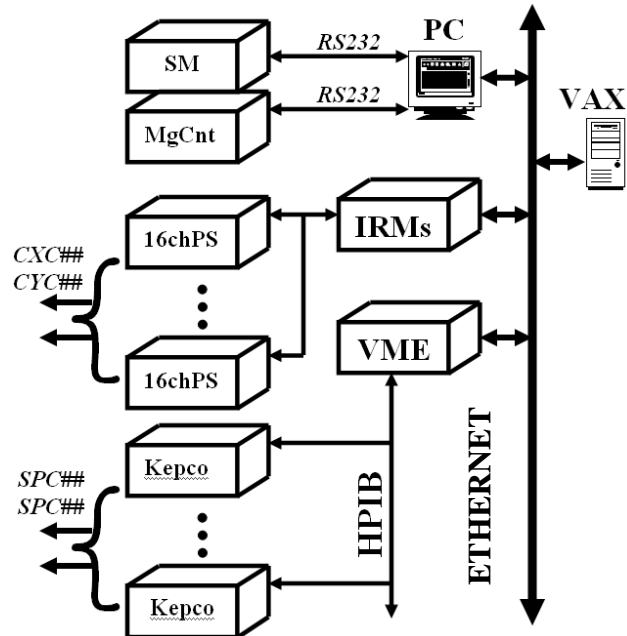 PC
RS232
SM
VAX
RS232
MgCnt
16chPS
IRMs
CXC##
CYC##
VME
16chPS
Kepco
SPC##
SPC##
HPIB
ETHERNET
Kepco